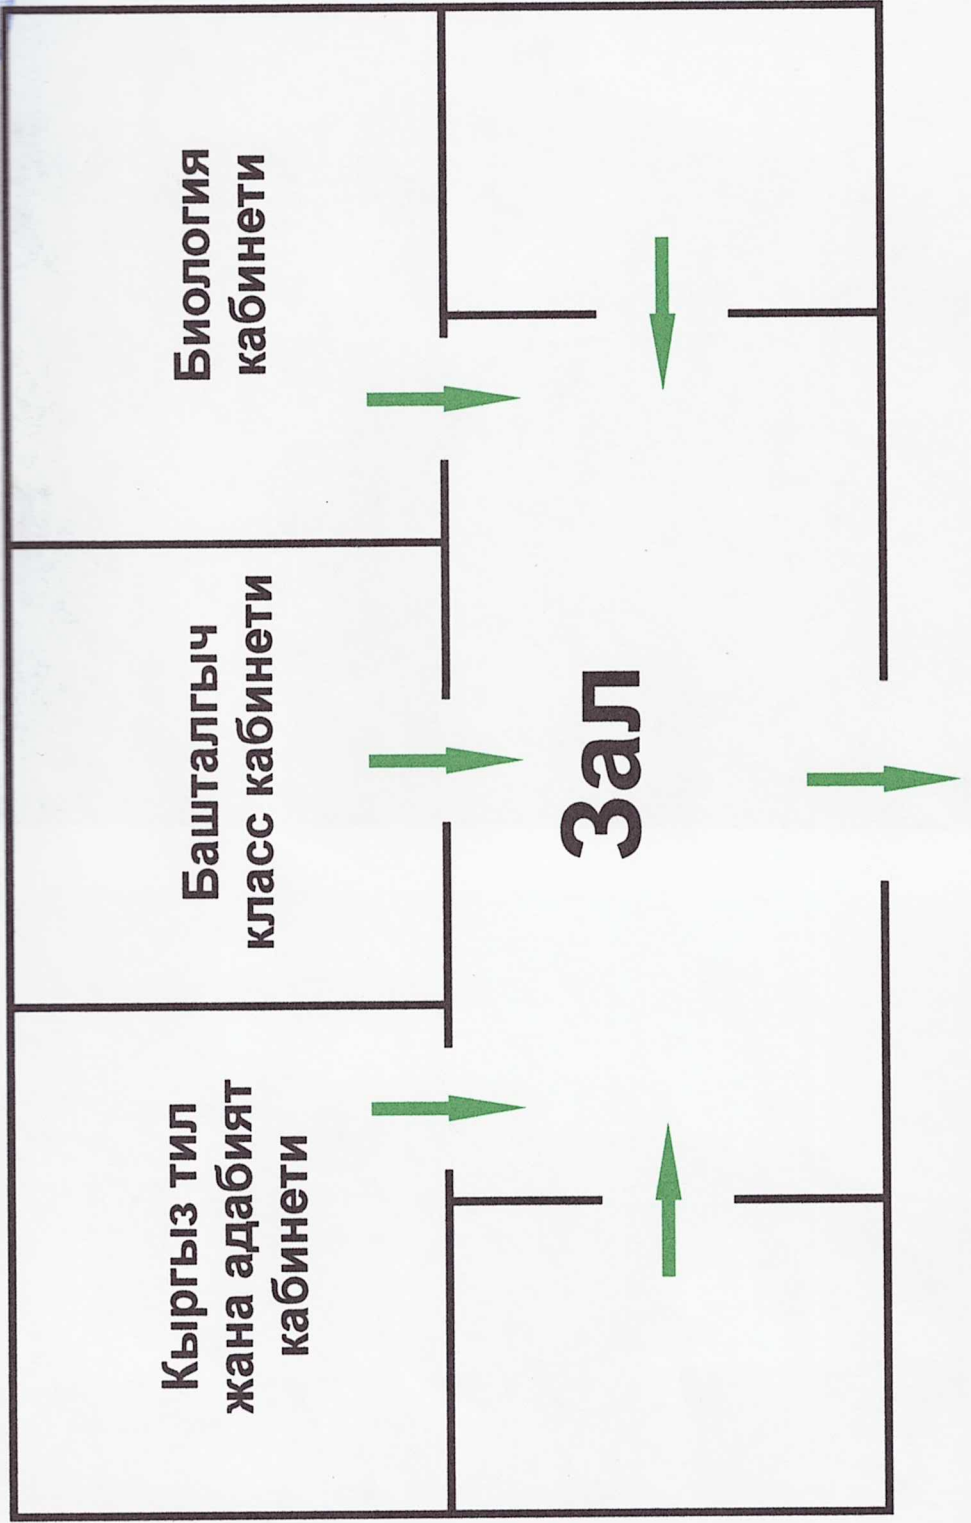 Кыргыз тил
жана адабият
кабинети
Башталгыч
класс кабинети
Биология
кабинети
Зал